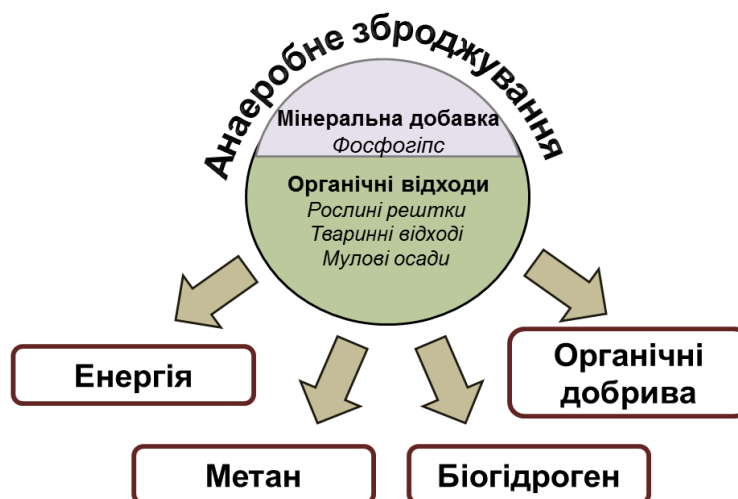 Анаеробне зброджування
Мінеральна добавка
Фосфогіпс
Органічні відходи
Рослині рештки
Тваринні відході
Мулові осади
Енергія
Органічні
добрива
Метан
Біогідроген